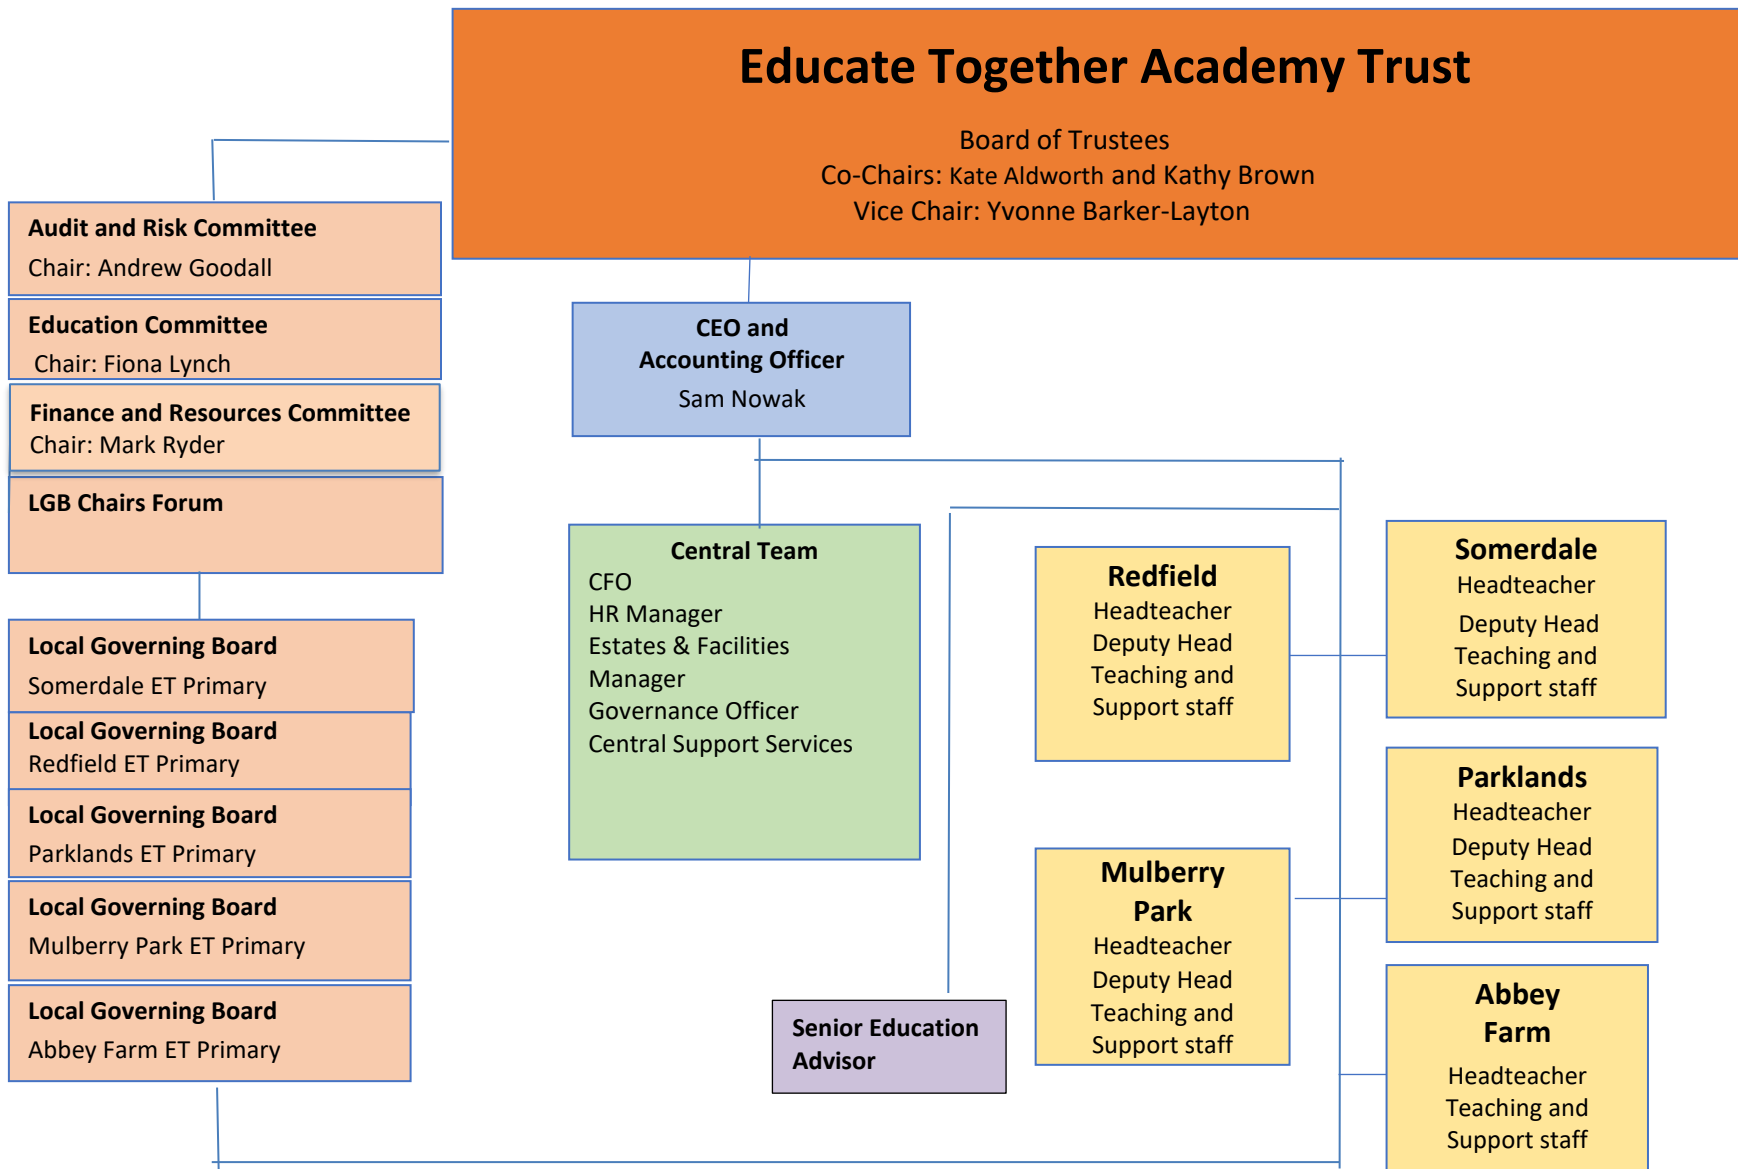 Educate Together Academy Trust
Board of Trustees
Co-Chairs: Kate Aldworth and Kathy Brown
Vice Chair: Yvonne Barker-Layton
Audit and Risk Committee
Chair: Andrew Goodall
Education Committee
Chair: Fiona Lynch
Finance and Resources Committee
Chair: Mark Ryder
LGB Chairs Forum
Local Governing Board
Somerdale ET Primary
Local Governing Board
Redfield ET Primary
Local Governing Board
Parklands ET Primary
Local Governing Board
Mulberry Park ET Primary
Local Governing Board
Abbey Farm ET Primary
CEO and
Accounting Officer
Sam Nowak
Central Team
CFO
HR Manager
Estates & Facilities
Manager
Governance Officer
Central Support Services
Senior Education
Advisor
Redfield
Headteacher
Deputy Head
Teaching and
Support staff
Mulberry
Park
Headteacher
Deputy Head
Teaching and
Support staff
Somerdale
Headteacher
Deputy Head
Teaching and
Support staff
Parklands
Headteacher
Deputy Head
Teaching and
Support staff
Abbey
Farm
Headteacher
Teaching and
Support staff